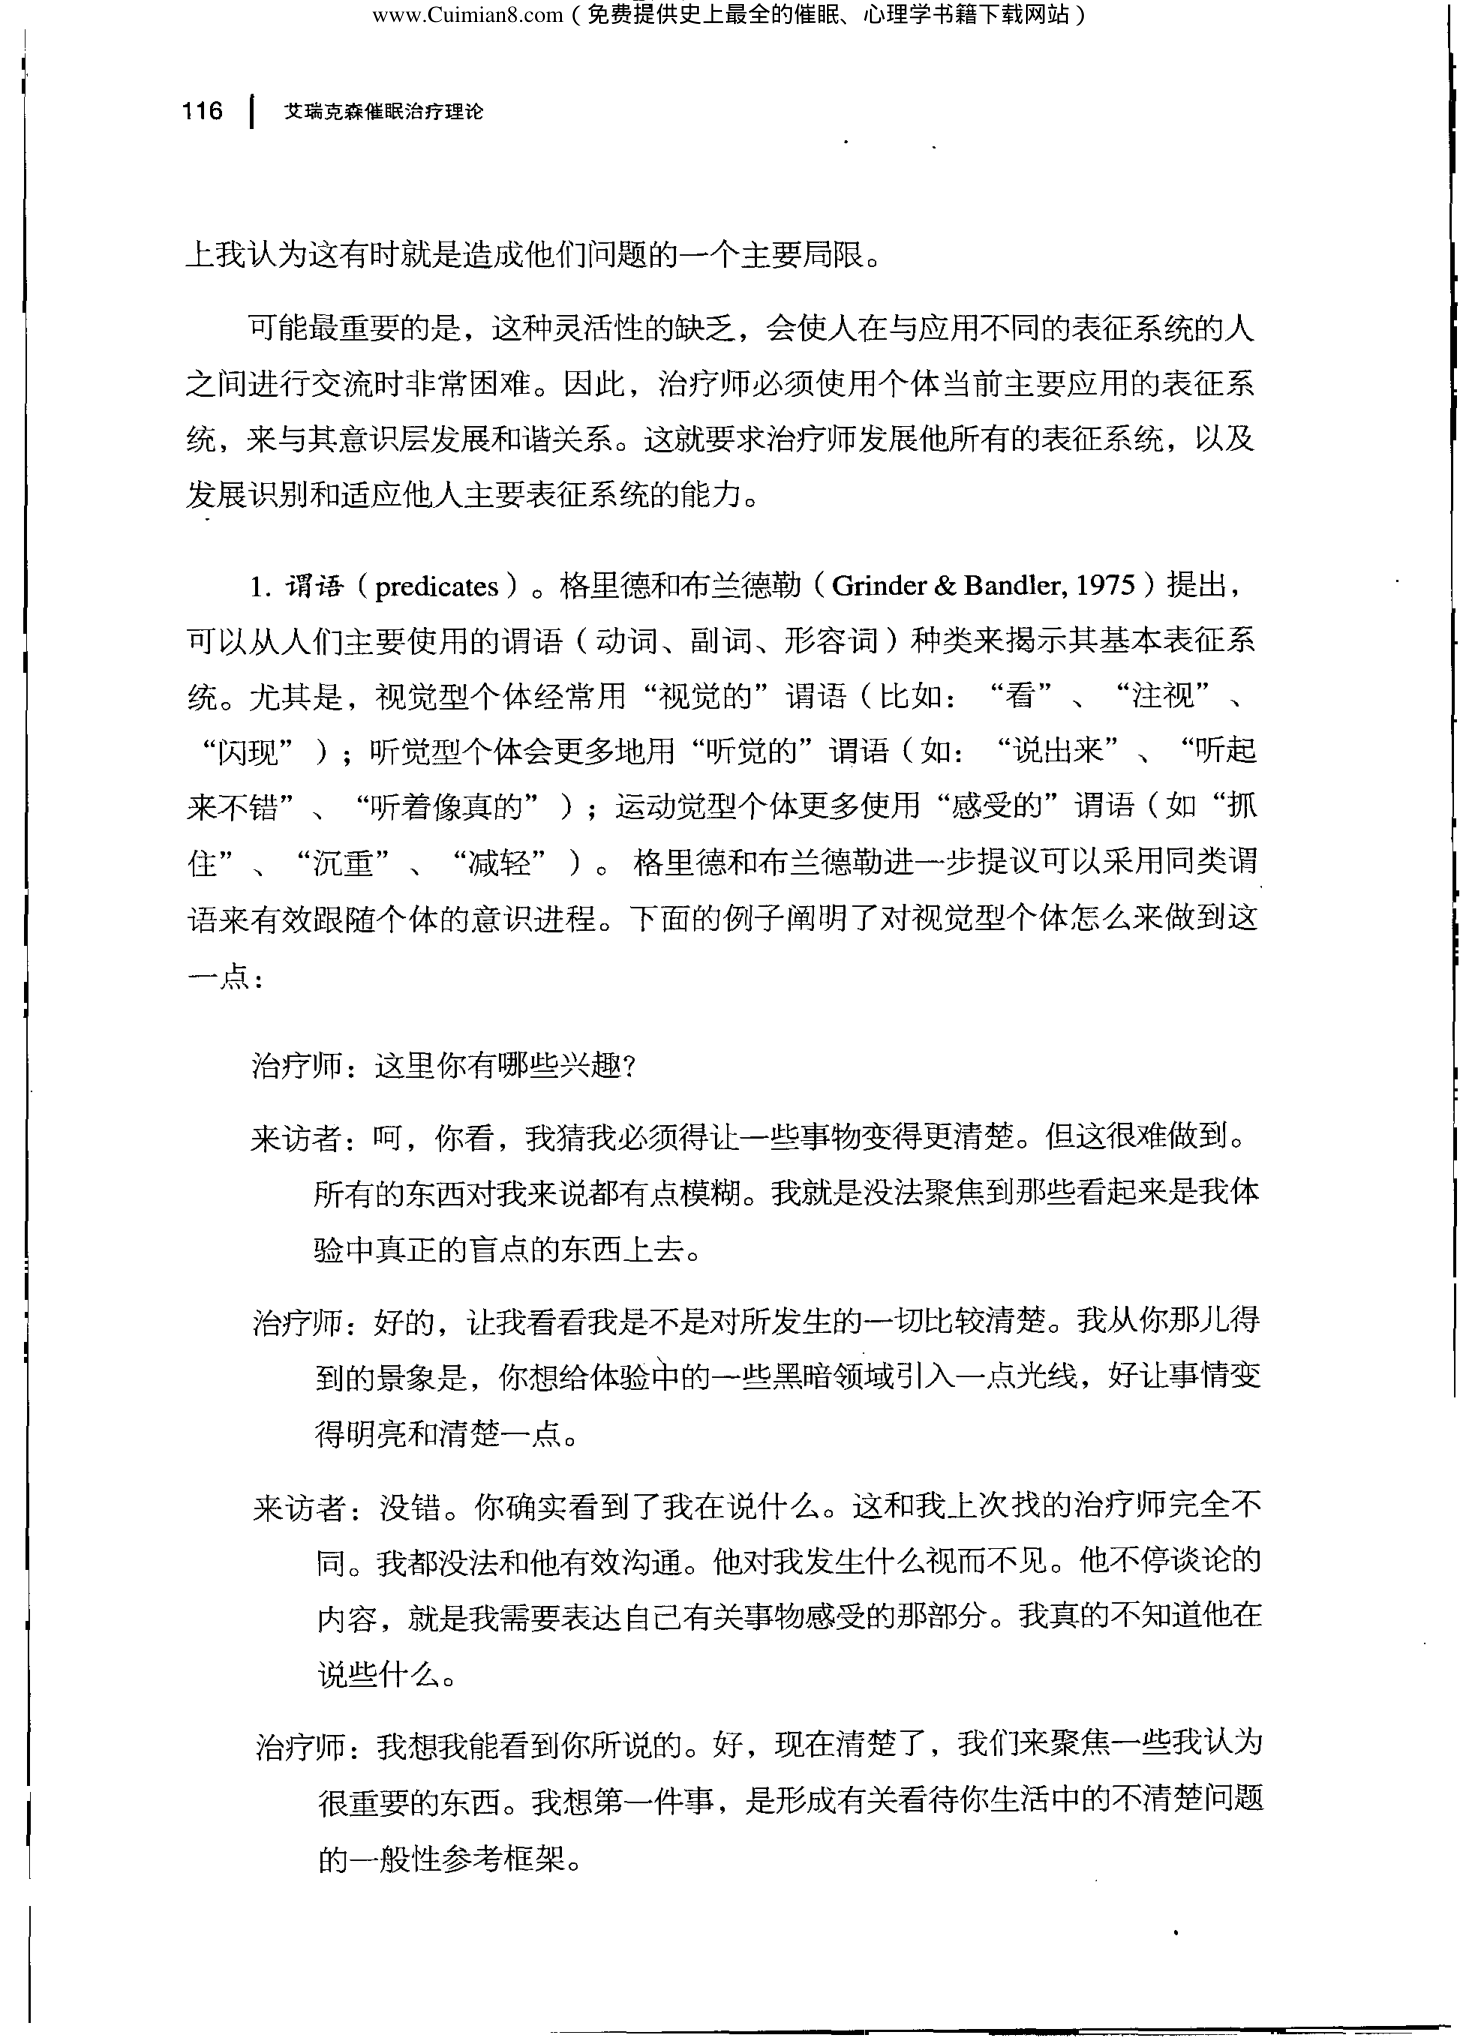 www.Cuimian8.com（免费提供史上最全的催眠、心理学书籍下载网站）
116 | 艾瑞克森催眠治疗理论
上我认为这有时就是造成他们问题的一个主要局限。
可能最重要的是，这种灵活性的缺乏，会使人在与应用不同的表征系统的人
之间进行交流时非常困难。因此，治疗师必须使用个体当前主要应用的表征系
统，来与其意识层发展和谐关系。这就要求治疗师发展他所有的表征系统，以及
发展识别和适应他人主要表征系统的能力。
1. 谓语（predicates）。格里德和布兰德勒（Grinder & Bandler, 1975）提出，
可以从人们主要使用的谓语（动词、副词、形容词）种类来揭示其基本表征系
统。尤其是，视觉型个体经常用“视觉的”谓语（比如：“看”、“注视”、
“闪现”）；听觉型个体会更多地用“听觉的”谓语（如：“说出来”、“听起
来不错”、“听着像真的”）；运动觉型个体更多使用“感受的”谓语（如“抓
住”、“沉重”、“减轻”）。格里德和布兰德勒进一步提议可以采用同类谓
语来有效跟随个体的意识进程。下面的例子阐明了对视觉型个体怎么来做到这
一点：
治疗师：这里你有哪些兴趣？
来访者：呵，你看，我猜我必须得让一些事物变得更清楚。但这很难做到。
所有的东西对我来说都有点模糊。我就是没法聚焦到那些看起来是我体
验中真正的盲点的东西上去。
治疗师：好的，让我看看我是不是对所发生的一切比较清楚。我从你那儿得
到的景象是，你想给体验中的一些黑暗领域引入一点光线，好让事情变
得明亮和清楚一点。
来访者：没错。你确实看到了我在说什么。这和我上次找的治疗师完全不
同。我都没法和他有效沟通。他对我发生什么视而不见。他不停谈论的
内容，就是我需要表达自己有关事物感受的那部分。我真的不知道他在
说些什么。
治疗师：我想我能看到你所说的。好，现在清楚了，我们来聚焦一些我认为
很重要的东西。我想第一件事，是形成有关看待你生活中的不清楚问题
的一般性参考框架。